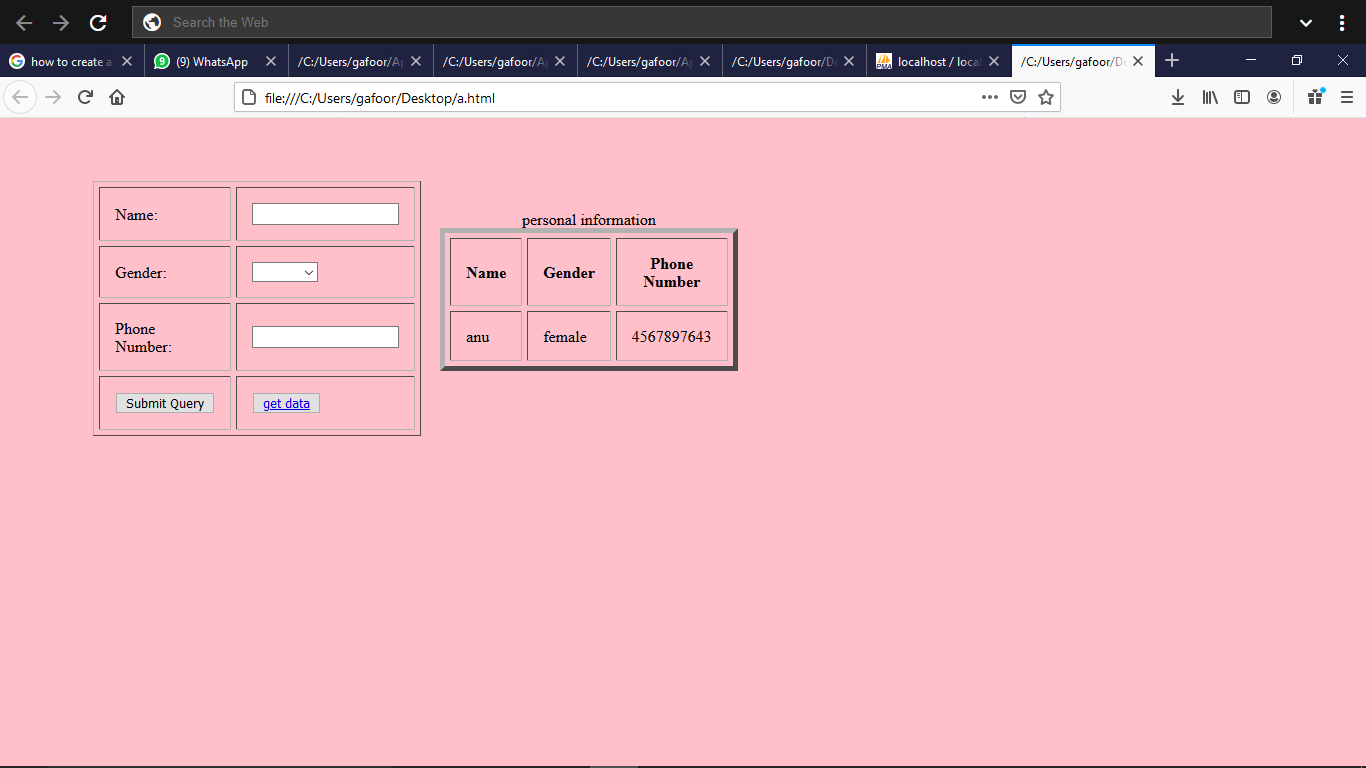 Search the Web
how to create a
(9) WhatsApp
/C:/Users/gafoor/Ap
/C:/Users/gafoor/Ap
/C:/Users/gafoor/Ap
/C:/Users/gafoor/De
localhost / local
/C:/Users/gafoor/De
file:///C:/Users/gafoor/Desktop/a.html
Name:
Gender:
Phone
Number:
Submit Query
get data
personal information
Name
Gender
Phone
Number
anu
female
4567897643